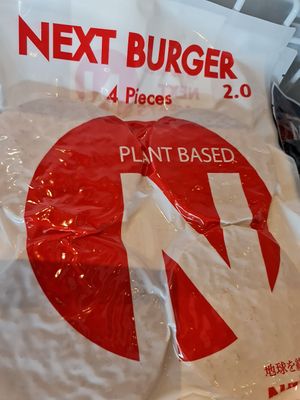 NEXT BURGER
2.0
4 Pieces
PLANT BASED
地球を